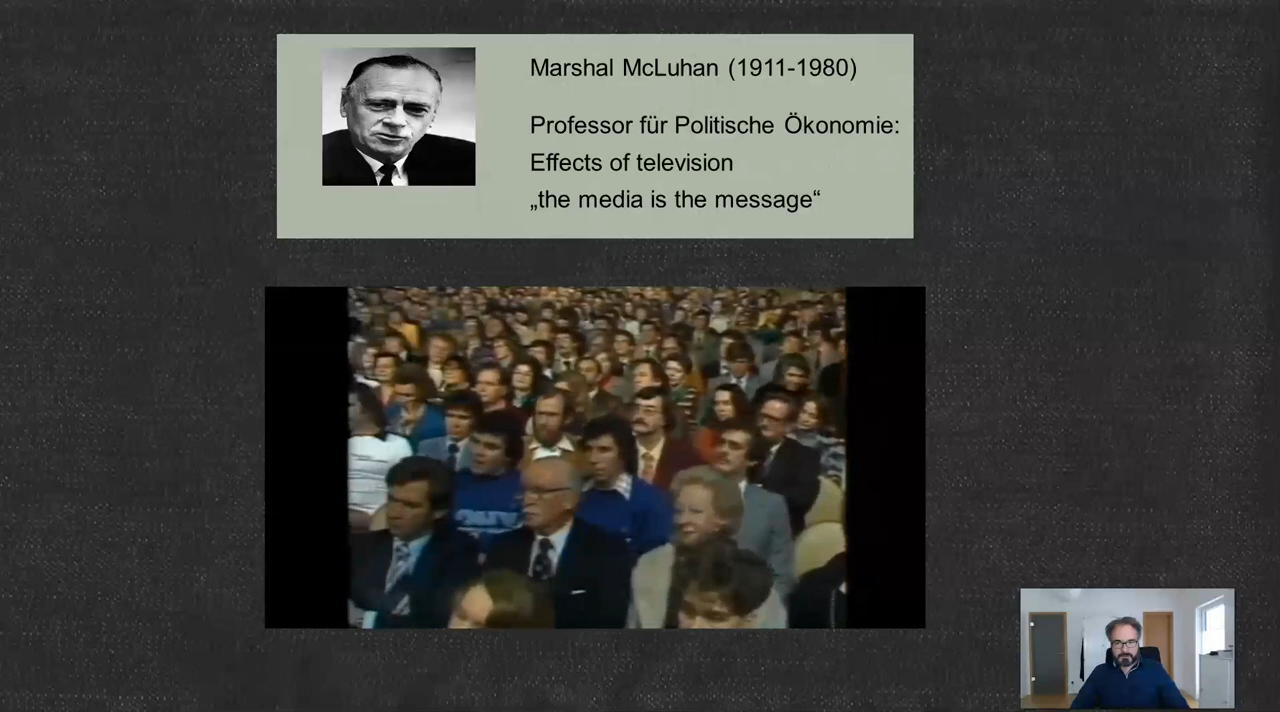 Marshal McLuhan (1911-1980)
Professor für Politische Ökonomie:
Effects of television
„the media is the message“